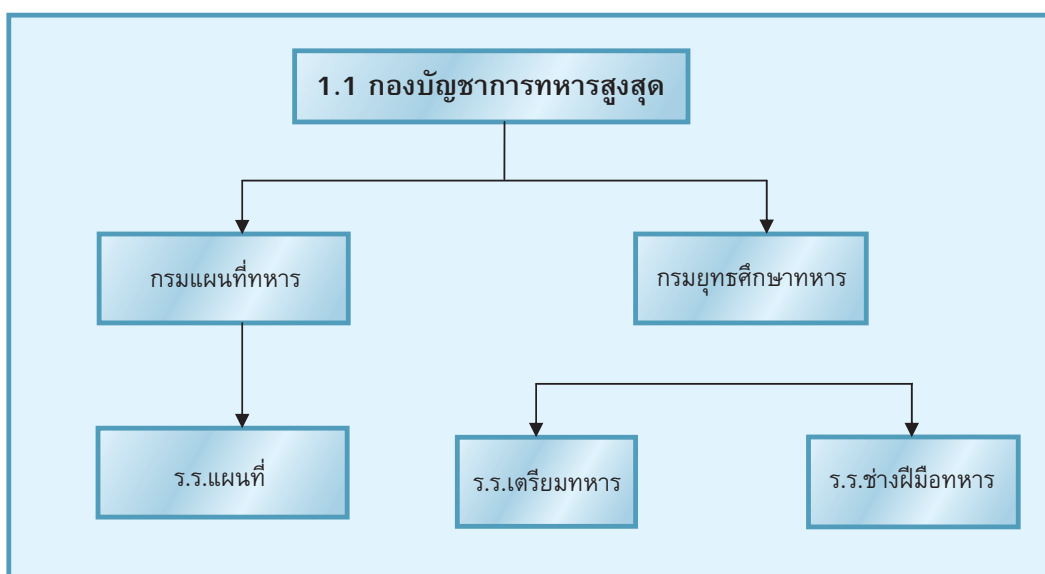 1.1 กองบัญชาการทหารสูงสุด
กรมแผนที่ทหาร
กรมยุทธศึกษาทหาร
ร.ร.แผนที่
ร.ร.เตรียมทหาร
ร.ร.ช่างฝีมือทหาร